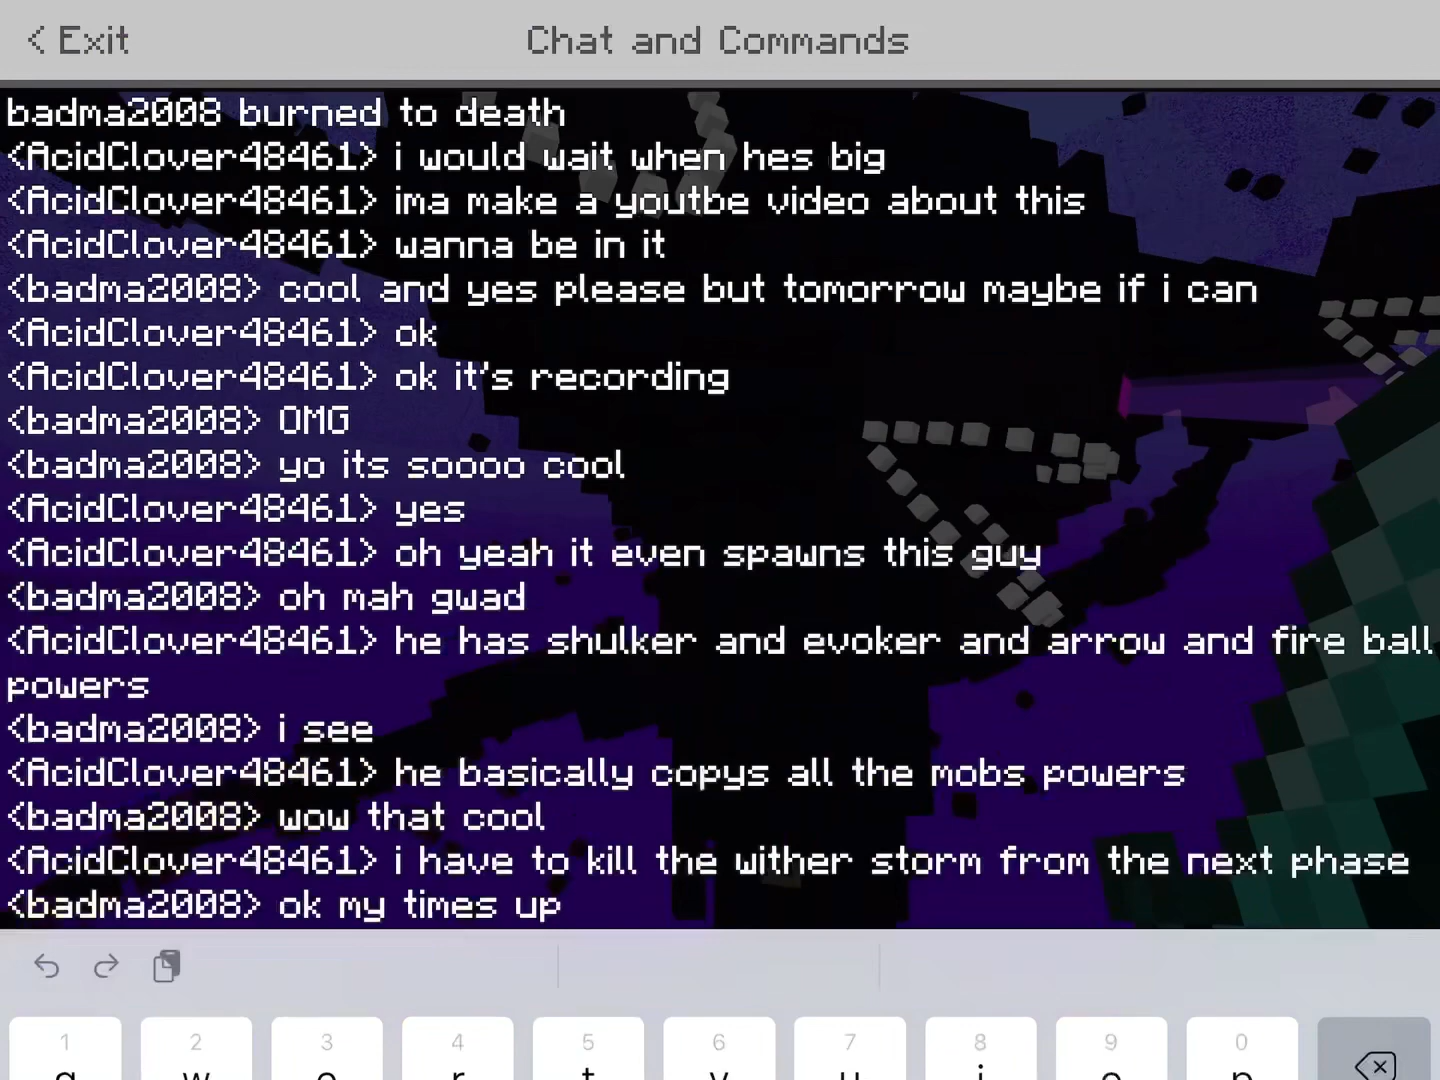 < Exit
Chat and Commands
badma2008 burned to death
<AcidClover48461> i would wait when hes big
<AcidClover48461> ima make a youtbe video about this
<AcidClover48461> wanna be in it
<badma2008> cool and yes please but tomorrow maybe if i can
<AcidClover48461> ok
<AcidClover48461> ok it's recording
<badma2008> OMG
<badma2008> yo its soooo cool
<AcidClover48461> yes
<AcidClover48461> oh yeah it even spawns this guy
<badma2008> oh mah gwad
<AcidClover48461> he has shulker and evoker and arrow and fire ball
powers
<badma2008> i see
<AcidClover48461> he basically copys all the mobs powers
<badma2008> wow that cool
<AcidClover48461> i have to kill the wither storm from the next phase
<badma2008> ok my times up
1 2 3 4 5 6 7 8 9 0